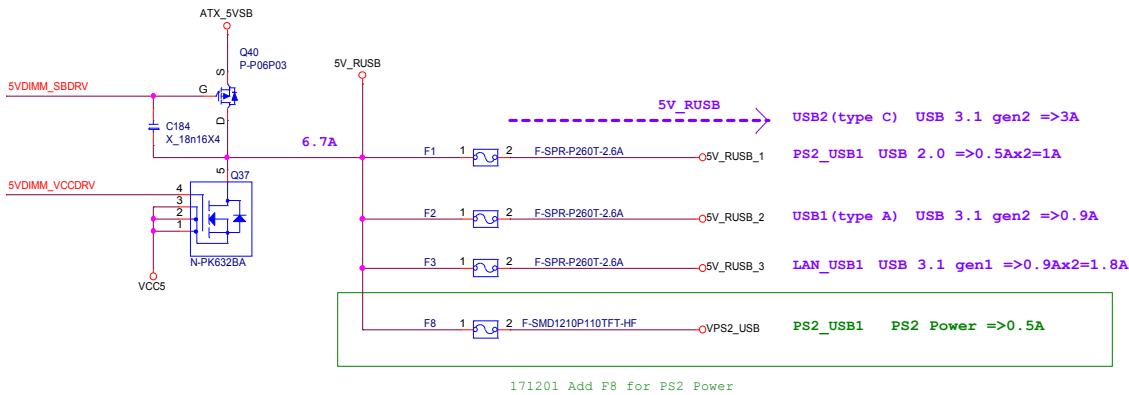 ATX_5VSB
Q40
P-P06P03
5V_RUSB
S
5VDIMM_SBDRV
G
5V_RUSB
USB2(type C) USB 3.1 gen2 =>3A
C184
X_18n16X4
D
6.7A
F1 1 2 F-SPR-P260T-2.6A 5V_RUSB_1 PS2_USB1 USB 2.0 =>0.5Ax2=1A
5
Q37
5VDIMM_VCCDRV
4
3
2
1
F2 1 2 F-SPR-P260T-2.6A 5V_RUSB_2 USB1(type A) USB 3.1 gen2 =>0.9A
N-PK632BA
F3 1 2 F-SPR-P260T-2.6A 5V_RUSB_3 LAN_USB1 USB 3.1 gen1 =>0.9Ax2=1.8A
VCC5
F8 1 2 F-SMD1210P110TFT-HF VPS2_USB PS2_USB1 PS2 Power =>0.5A
171201 Add F8 for PS2 Power